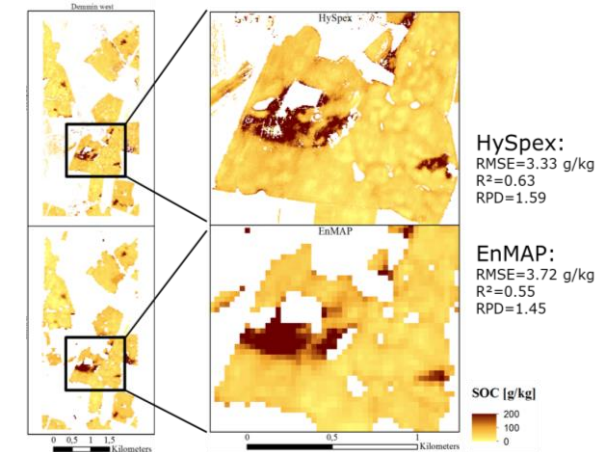 Demmin west
HySpex
HySpex:
RMSE=3.33 g/kg
R²=0.63
RPD=1.59
EnMAP
EnMAP:
RMSE=3.72 g/kg
R²=0.55
RPD=1.45
SOC [g/kg]
200
100
0
0 0,5 1 1,5
Kilometers
0 0,5 1
Kilometers